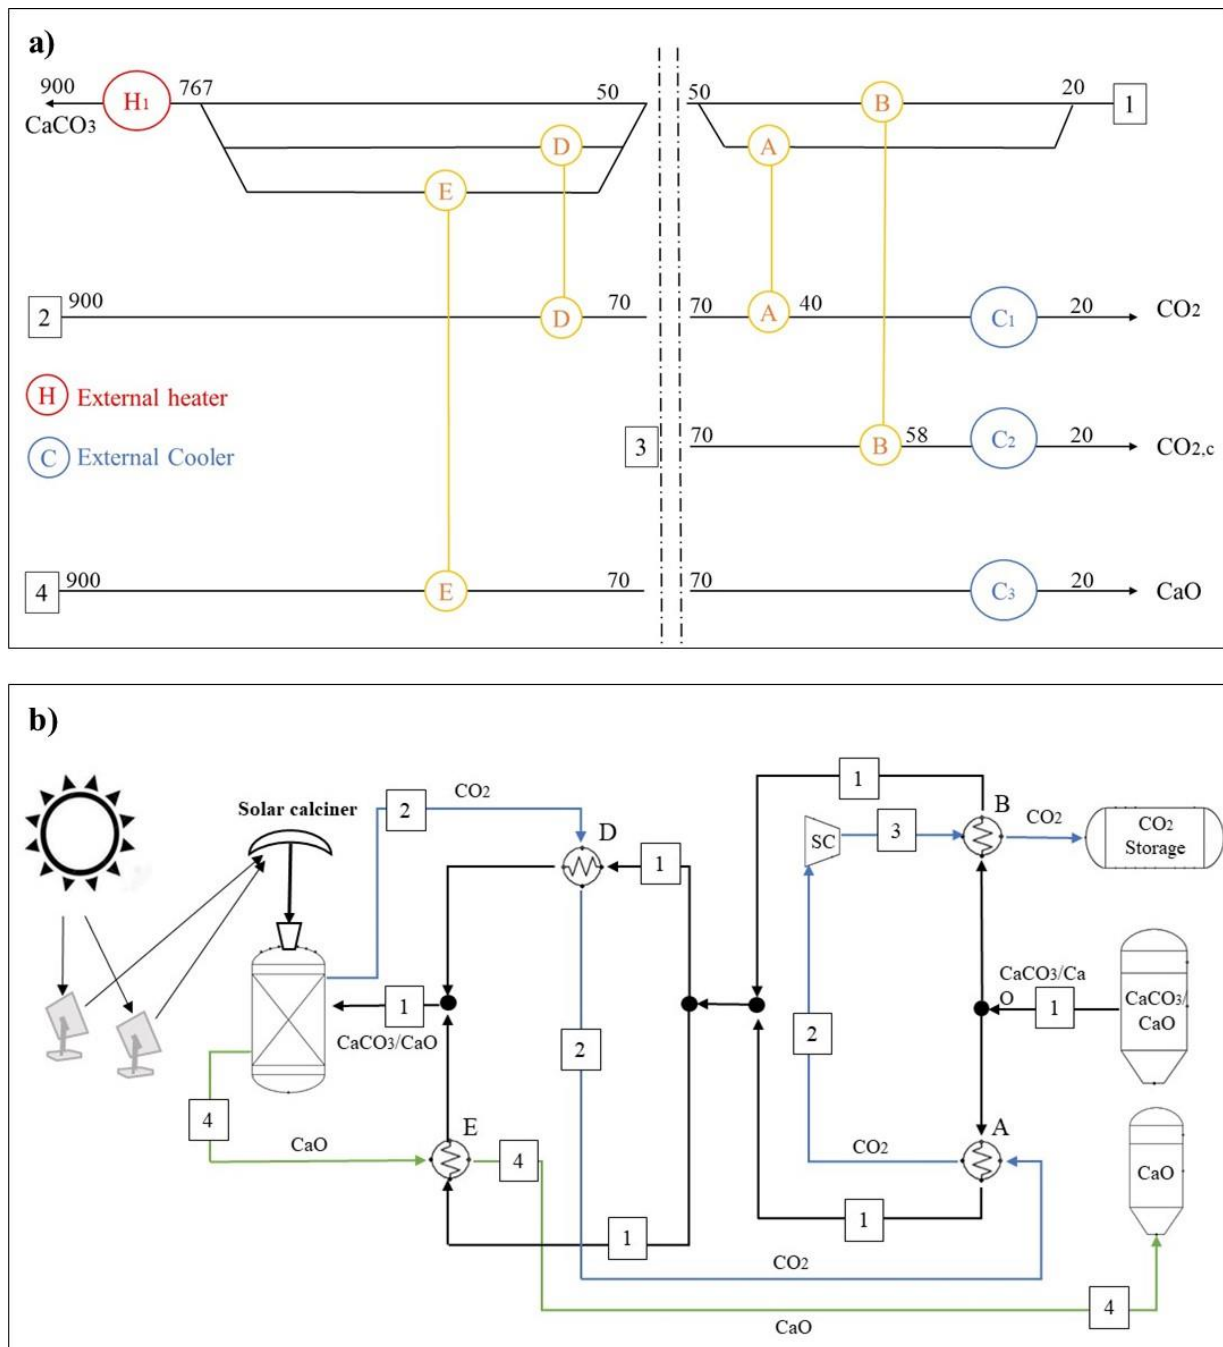 a)
900
H1
767
50
50
B
20
1
CaCO3
D
A
E
2
900
D
70
70
A
40
C1
20
CO2
H External heater
C External Cooler
3
70
B
58
C2
20
CO2,c
4
900
E
70
70
C3
20
CaO
b)
Solar calciner
2
CO2
D
1
1
B
SC
3
CO2
CO2
Storage
1
CaCO3/CaO
2
2
CaCO3/Ca
O
1
CaCO3/
CaO
4
CaO
E
4
1
CO2
A
1
CaO
CO2
4
CaO